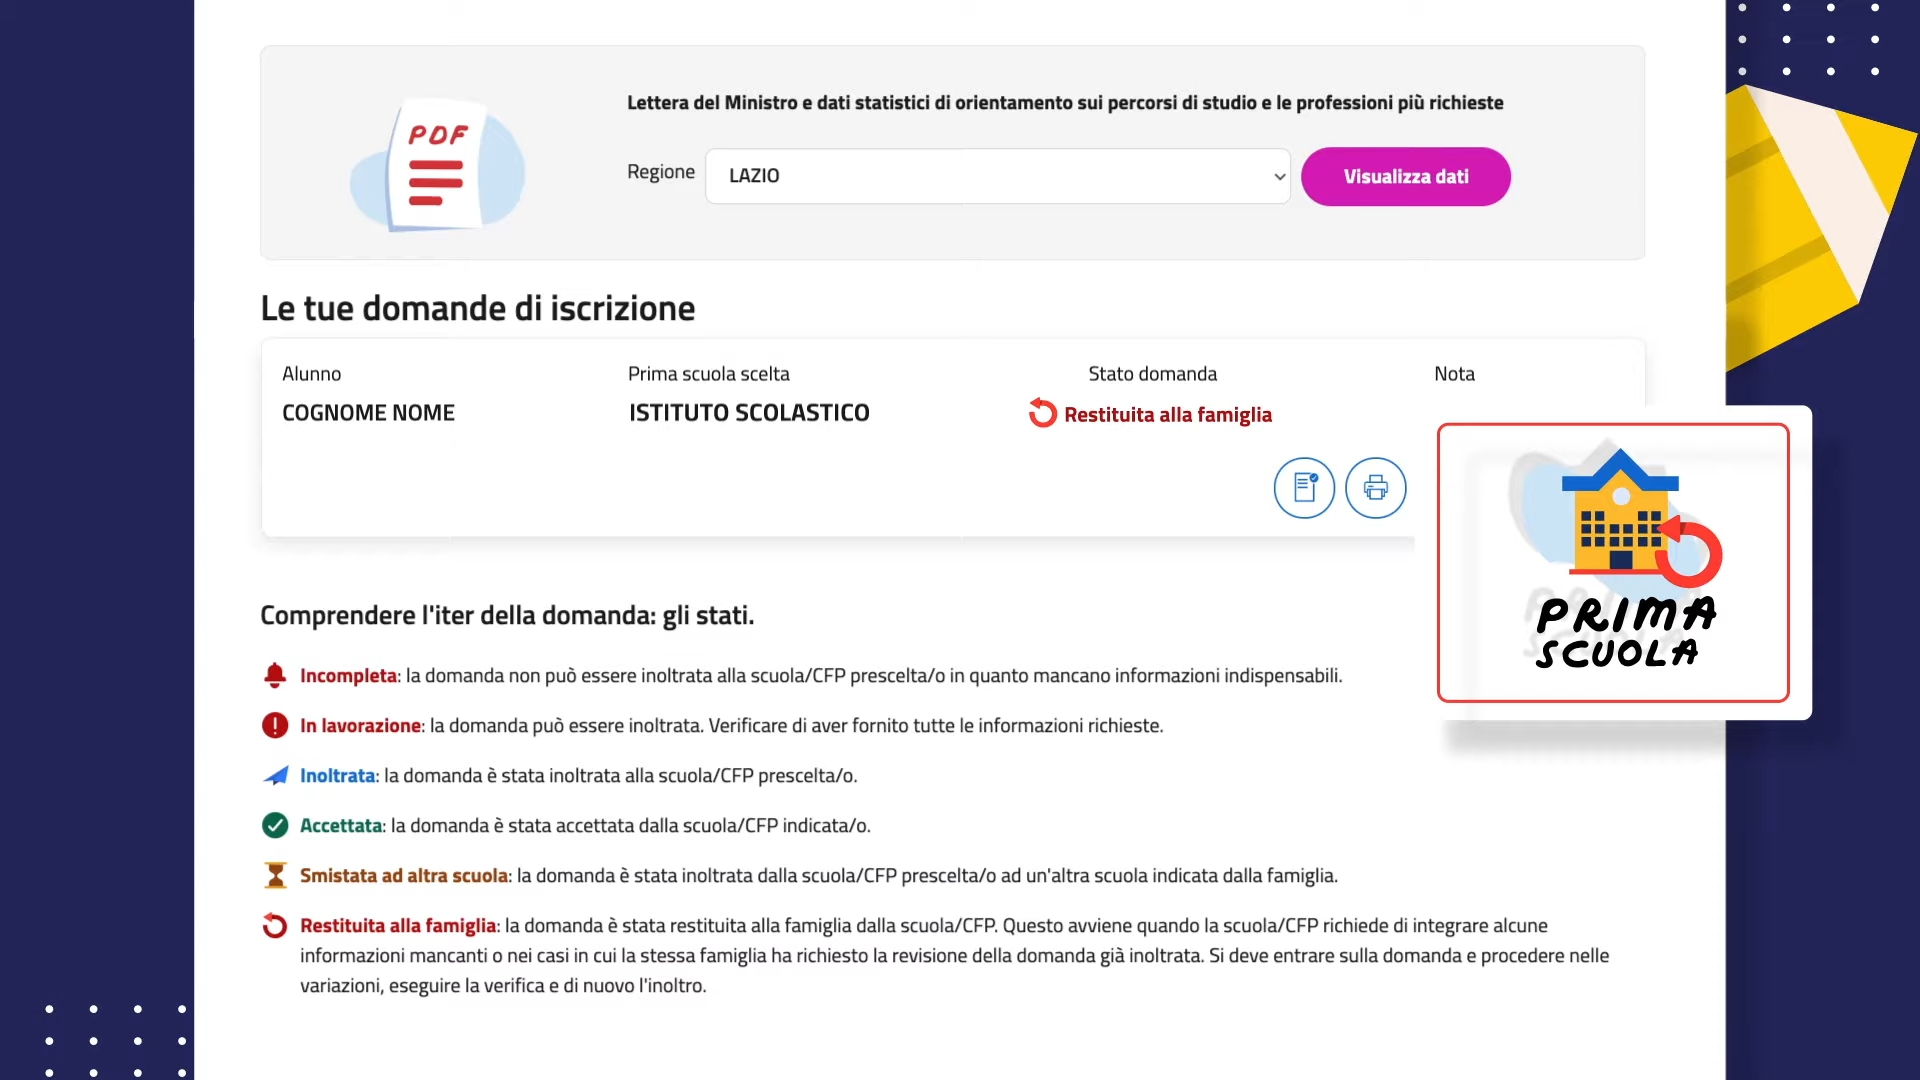 PDF
Lettera del Ministro e dati statistici di orientamento sui percorsi di studio e le professioni più richieste
Regione
LAZIO
Visualizza dati
Le tue domande di iscrizione
Alunno
Prima scuola scelta
Stato domanda
Nota
COGNOME NOME
ISTITUTO SCOLASTICO
Restituita alla famiglia
PRIMA
SCUOLA
Comprendere l'iter della domanda: gli stati.
Incompleta: la domanda non può essere inoltrata alla scuola/CFP prescelta/o in quanto mancano informazioni indispensabili.
In lavorazione: la domanda può essere inoltrata. Verificare di aver fornito tutte le informazioni richieste.
Inoltrata: la domanda è stata inoltrata alla scuola/CFP prescelta/o.
Accettata: la domanda è stata accettata dalla scuola/CFP indicata/o.
Smistata ad altra scuola: la domanda è stata inoltrata dalla scuola/CFP prescelta/o ad un'altra scuola indicata dalla famiglia.
Restituita alla famiglia: la domanda è stata restituita alla famiglia dalla scuola/CFP. Questo avviene quando la scuola/CFP richiede di integrare alcune
informazioni mancanti o nei casi in cui la stessa famiglia ha richiesto la revisione della domanda già inoltrata. Si deve entrare sulla domanda e procedere nelle
variazioni, eseguire la verifica e di nuovo l'inoltro.